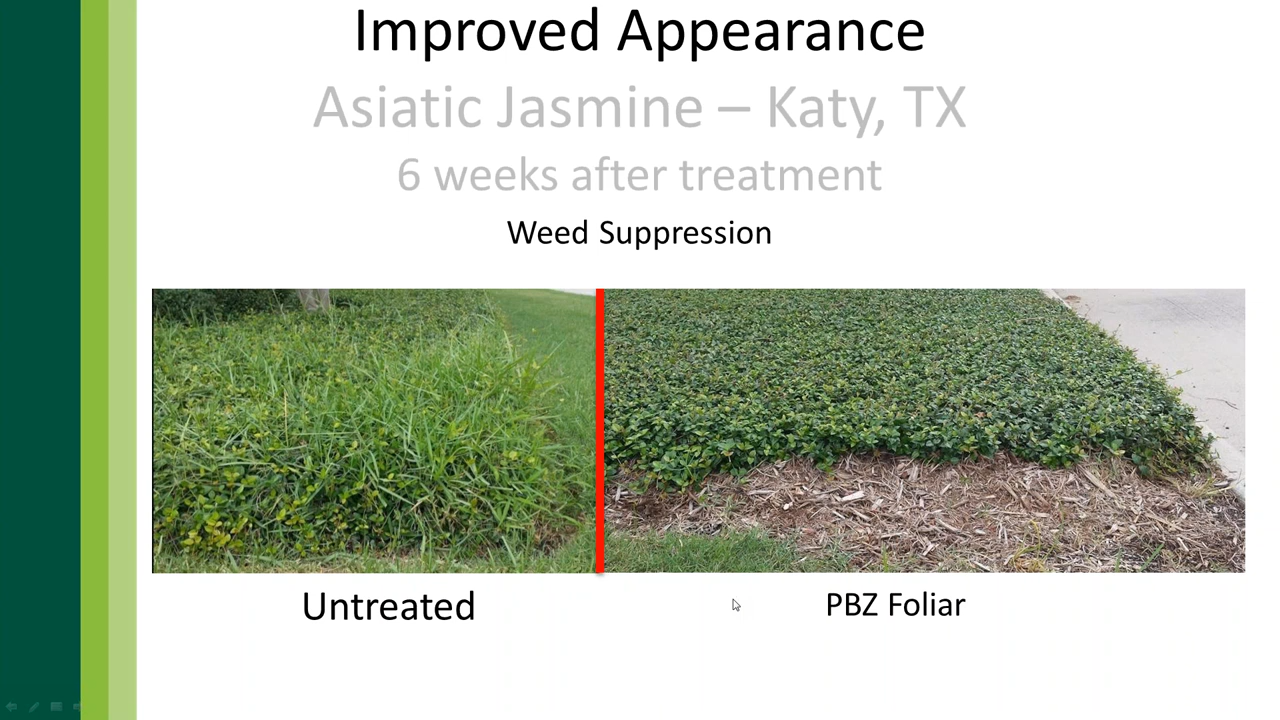 Improved Appearance
Asiatic Jasmine – Katy, TX
6 weeks after treatment
Weed Suppression
Untreated
PBZ Foliar